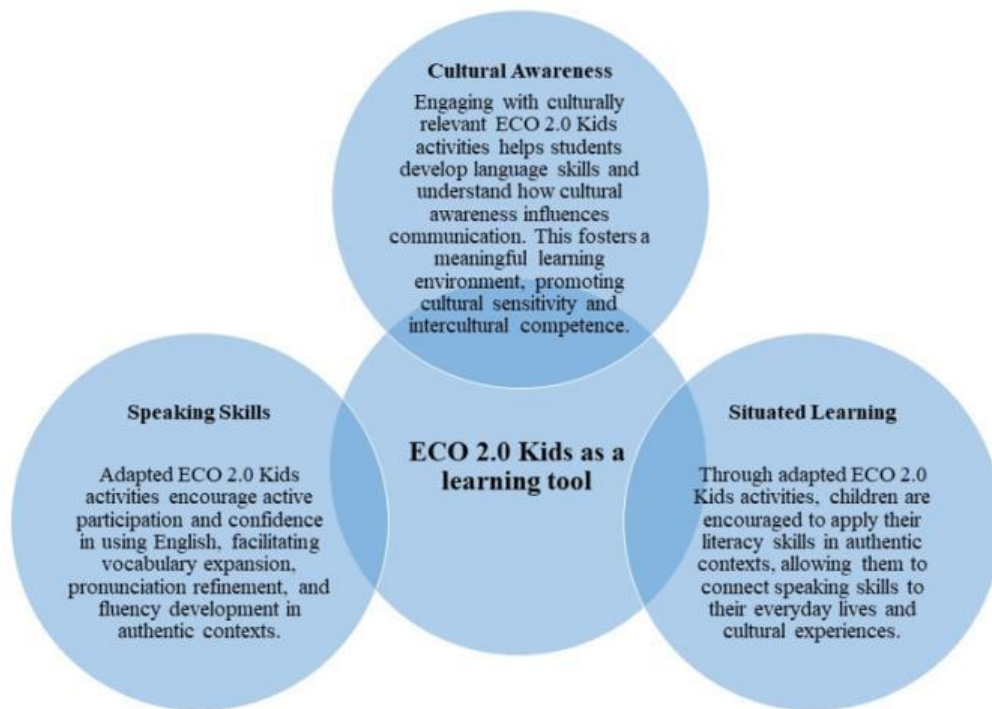 Cultural Awareness
Engaging with culturally
relevant ECO 2.0 Kids
activities helps students
develop language skills and
understand how cultural
awareness influences
communication. This fosters a
meaningful learning
environment, promoting
cultural sensitivity and
intercultural competence.
Speaking Skills
Adapted ECO 2.0 Kids
activities encourage active
participation and confidence
in using English, facilitating
vocabulary expansion,
pronunciation refinement, and
fluency development in
authentic contexts.
ECO 2.0 Kids as a
learning tool
Situated Learning
Through adapted ECO 2.0
Kids activities, children are
encouraged to apply their
literacy skills in authentic
contexts, allowing them to
connect speaking skills to
their everyday lives and
cultural experiences.